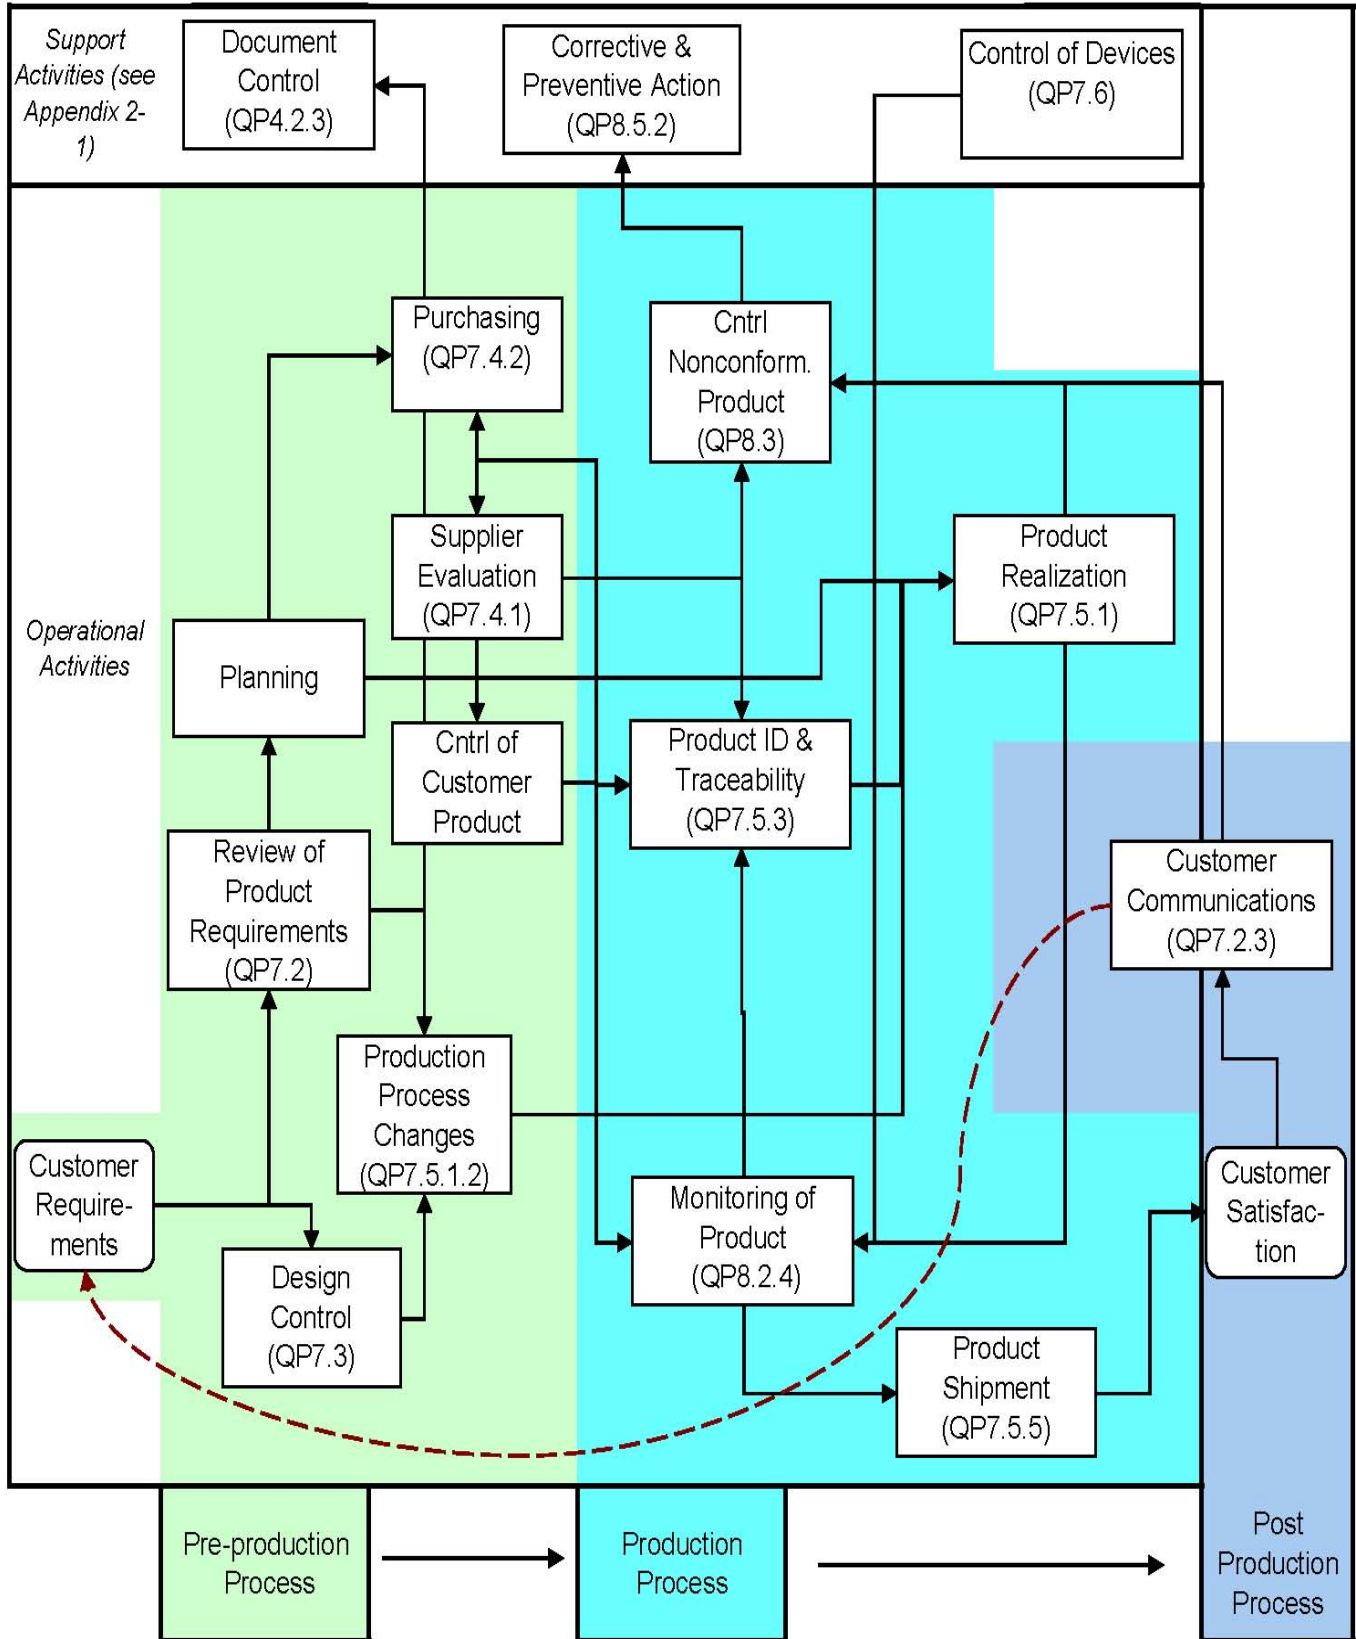 Support
Activities (see
Appendix 2-
1)
Document
Control
(QP4.2.3)
Corrective &
Preventive Action
(QP8.5.2)
Control of Devices
(QP7.6)
Purchasing
(QP7.4.2)
Cntrl
Nonconform.
Product
(QP8.3)
Supplier
Evaluation
(QP7.4.1)
Product
Realization
(QP7.5.1)
Operational
Activities
Planning
Cntrl of
Customer
Product
Product ID &
Traceability
(QP7.5.3)
Review of
Product
Requirements
(QP7.2)
Customer
Communications
(QP7.2.3)
Production
Process
Changes
(QP7.5.1.2)
Customer
Require-
ments
Monitoring of
Product
(QP8.2.4)
Customer
Satisfac-
tion
Design
Control
(QP7.3)
Product
Shipment
(QP7.5.5)
Pre-production
Process
Production
Process
Post
Production
Process